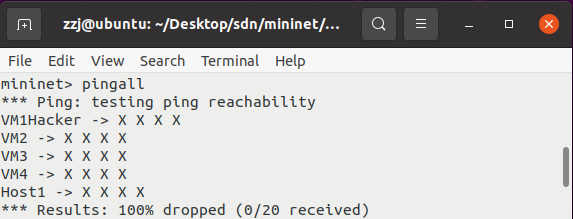 zzj@ubuntu: ~/Desktop/sdn/mininet/...
File Edit View Search Terminal Help
mininet> pingall
*** Ping: testing ping reachability
VM1Hacker -> X X X X
VM2 -> X X X X
VM3 -> X X X X
VM4 -> X X X X
Host1 -> X X X X
*** Results: 100% dropped (0/20 received)